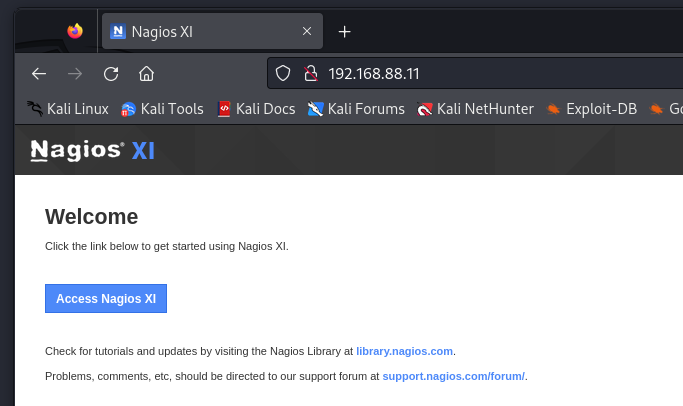 Nagios XI
192.168.88.11
Kali Linux Kali Tools Kali Docs Kali Forums Kali NetHunter Exploit-DB Go
Nagios® XI
Welcome
Click the link below to get started using Nagios XI.
Access Nagios XI
Check for tutorials and updates by visiting the Nagios Library at library.nagios.com.
Problems, comments, etc, should be directed to our support forum at support.nagios.com/forum/.